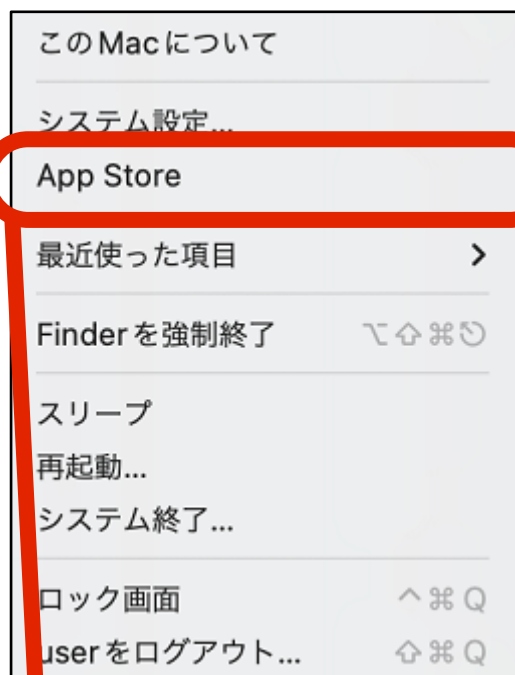 このMacについて
システム設定...
App Store
最近使った項目 >
Finderを強制終了 ⌥⇧⌘⎋
スリープ
再起動...
システム終了...
ロック画面 ^⌘Q
userをログアウト... ⇧⌘Q